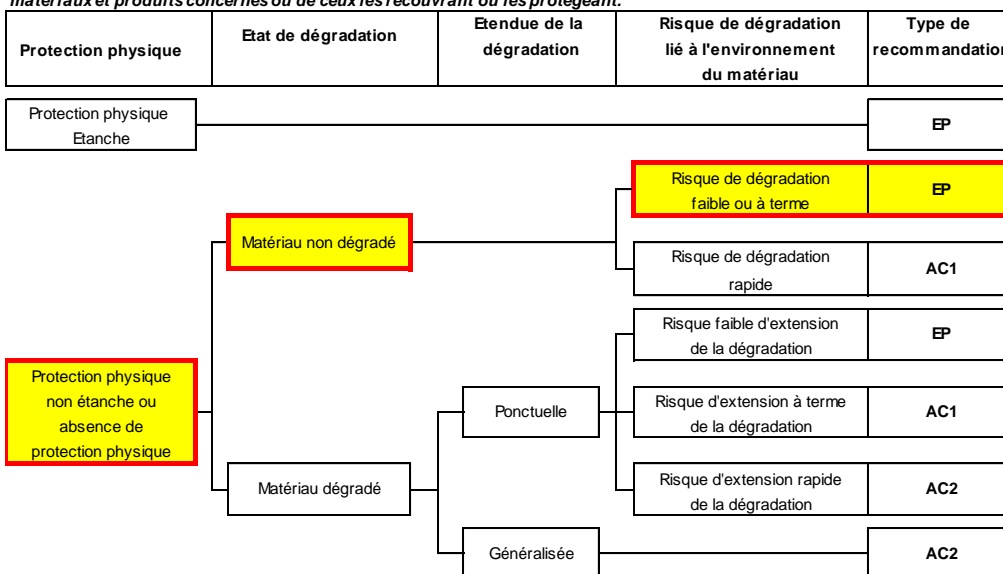 matériaux et produits concernés ou de ceux les recouvrant ou les protégeant.
Protection physique
Etat de dégradation
Etendue de la
dégradation
Risque de dégradation
lié à l'environnement
du matériau
Type de
recommandation
Protection physique
Etanche
EP
Risque de dégradation
faible ou à terme
EP
Matériau non dégradé
Risque de dégradation
rapide
AC1
Risque faible d'extension
de la dégradation
EP
Protection physique
non étanche ou
absence de
protection physique
Ponctuelle
Risque d'extension à terme
de la dégradation
AC1
Matériau dégradé
Risque d'extension rapide
de la dégradation
AC2
Généralisée
AC2